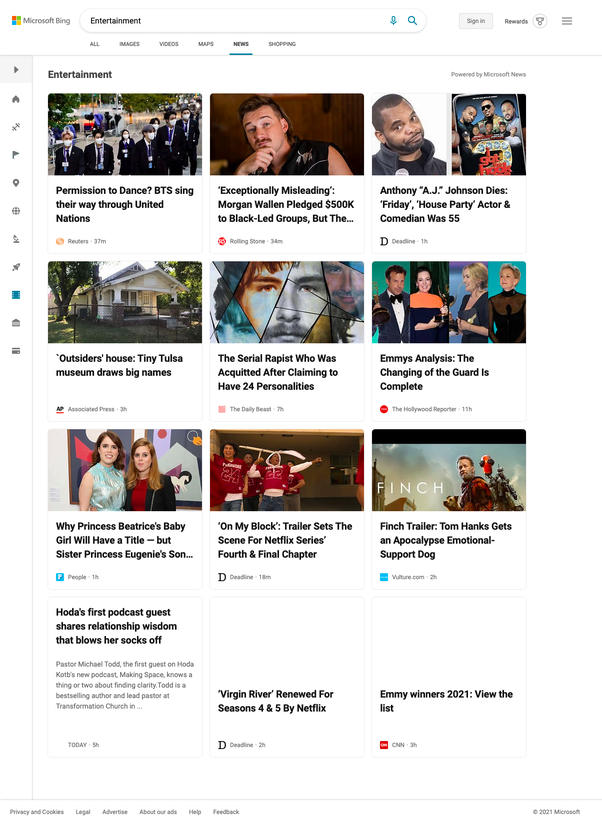 Microsoft Bing
Entertainment
Sign in
Rewards
ALL
IMAGES
VIDEOS
MAPS
NEWS
SHOPPING
Entertainment
Powered by Microsoft News
Permission to Dance? BTS sing
their way through United
Nations
Reuters · 37m
‘Exceptionally Misleading’:
Morgan Wallen Pledged $500K
to Black-Led Groups, But The...
Rolling Stone · 34m
Anthony “A.J.” Johnson Dies:
‘Friday’, ‘House Party’ Actor &
Comedian Was 55
D
Deadline · 1h
`Outsiders' house: Tiny Tulsa
museum draws big names
AP
Associated Press · 3h
The Serial Rapist Who Was
Acquitted After Claiming to
Have 24 Personalities
The Daily Beast · 7h
Emmys Analysis: The
Changing of the Guard Is
Complete
The Hollywood Reporter · 11h
Why Princess Beatrice's Baby
Girl Will Have a Title — but
Sister Princess Eugenie's Son...
People · 1h
‘On My Block’: Trailer Sets The
Scene For Netflix Series’
Fourth & Final Chapter
D
Deadline · 18m
FINCH
Finch Trailer: Tom Hanks Gets
an Apocalypse Emotional-
Support Dog
Vulture.com · 2h
Hoda's first podcast guest
shares relationship wisdom
that blows her socks off
Pastor Michael Todd, the first guest on Hoda
Kotb's new podcast, Making Space, knows a
thing or two about finding clarity.Todd is a
bestselling author and lead pastor at
Transformation Church in ...
TODAY · 5h
‘Virgin River’ Renewed For
Seasons 4 & 5 By Netflix
D
Deadline · 2h
Emmy winners 2021: View the
list
CNN
CNN · 3h
Privacy and Cookies
Legal
Advertise
About our ads
Help
Feedback
© 2021 Microsoft